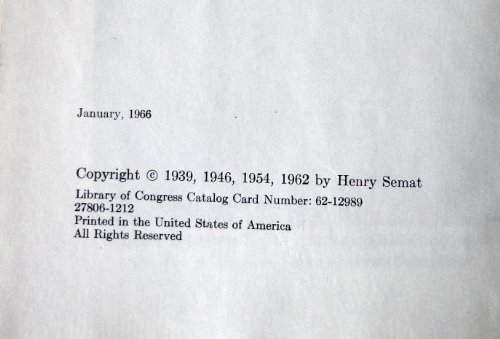 January, 1966
Copyright © 1939, 1946, 1954, 1962 by Henry Semat
Library of Congress Catalog Card Number: 62-12989
27806-1212
Printed in the United States of America
All Rights Reserved